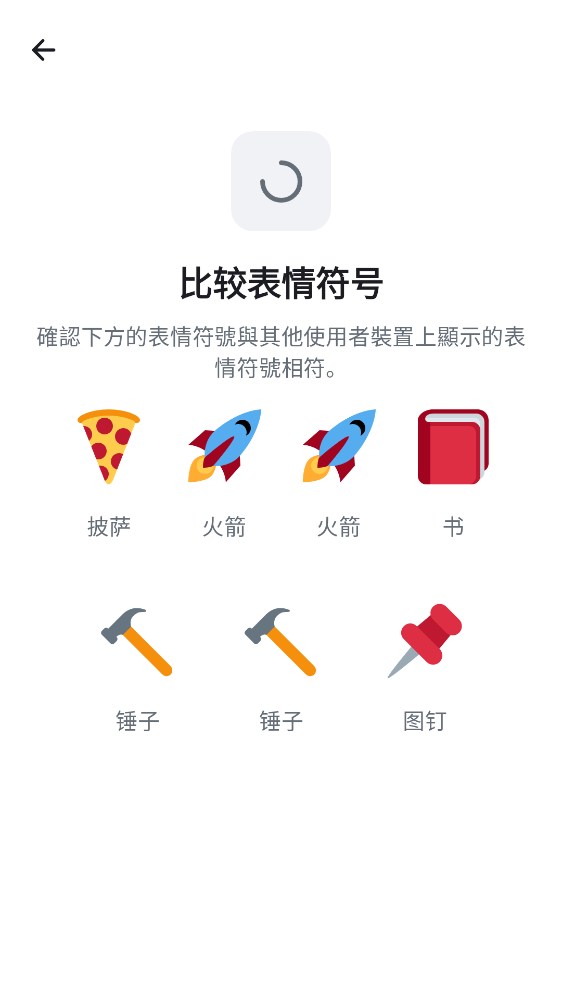 比较表情符号
確認下方的表情符號與其他使用者裝置上顯示的表
情符號相符。
披萨
火箭
火箭
书
锤子
锤子
图钉